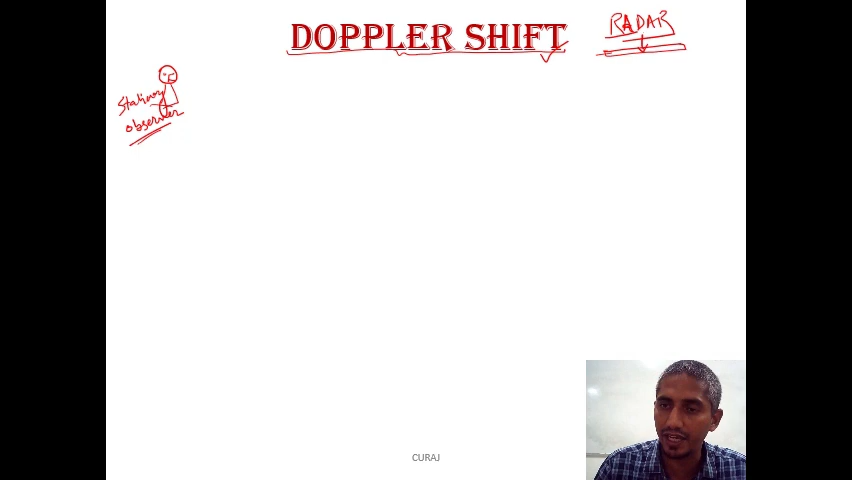 DOPPLER SHIFT
RADAR
Stationary
observer
CURAJ